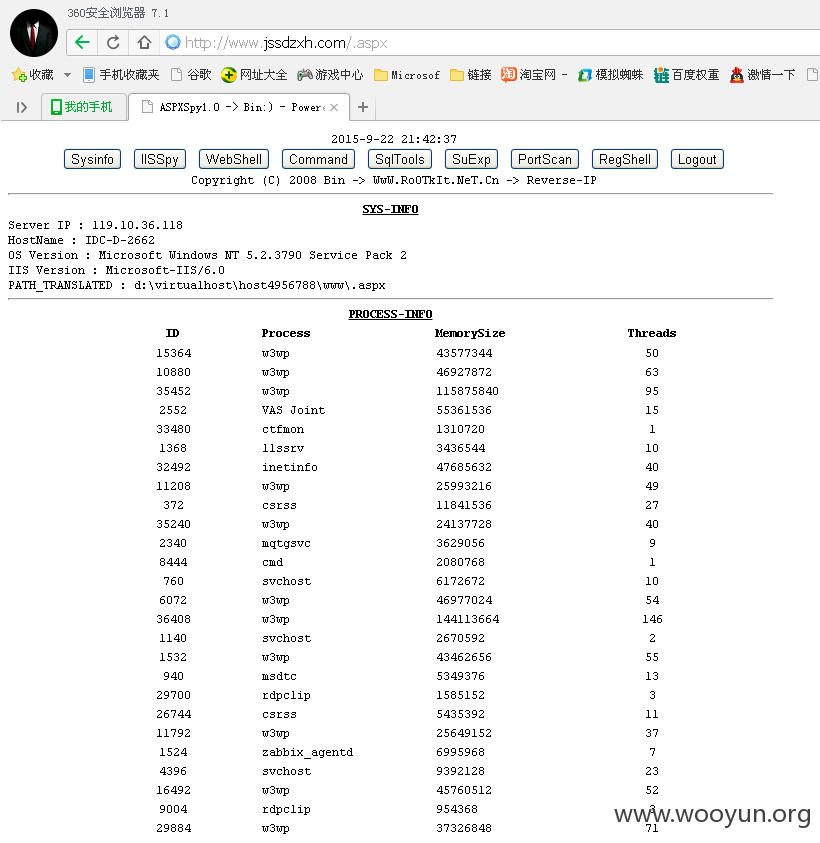 360安全浏览器 7.1
http://www.jssdzxh.com/.aspx
收藏 手机收藏夹 谷歌 网址大全 游戏中心 Microsof 链接 淘宝网 - 模拟蜘蛛 百度权重 激情一下
我的手机 ASPXSpy1.0 -> Bin:) - Power
2015-9-22 21:42:37
Sysinfo IISSpy WebShell Command SqlTools SuExp PortScan RegShell Logout
Copyright (C) 2008 Bin -> WwW.RoOTkIt.NeT.Cn -> Reverse-IP
SYS-INFO
Server IP : 119.10.36.118
HostName : IDC-D-2662
OS Version : Microsoft Windows NT 5.2.3790 Service Pack 2
IIS Version : Microsoft-IIS/6.0
PATH_TRANSLATED : d:\virtualhost\host4956788\www\.aspx
PROCESS-INFO
ID Process MemorySize Threads
15364 w3wp 43577344 50
10880 w3wp 46927872 63
35452 w3wp 115875840 95
2552 VAS Joint 55361536 15
33480 ctfmon 1310720 1
1368 llssrv 3436544 10
32492 inetinfo 47685632 40
11208 w3wp 25993216 49
372 csrss 11841536 27
35240 w3wp 24137728 40
2340 mqtgsvc 3629056 9
8444 cmd 2080768 1
760 svchost 6172672 10
6072 w3wp 46977024 54
36408 w3wp 144113664 146
1140 svchost 2670592 2
1532 w3wp 43462656 55
940 msdtc 5349376 13
29700 rdpclip 1585152 3
26744 csrss 5435392 11
11792 w3wp 25649152 37
1524 zabbix_agentd 6995968 7
4396 svchost 9392128 23
16492 w3wp 45760512 52
9004 rdpclip 954368 3
29884 w3wp 37326848 71
www.wooyun.org